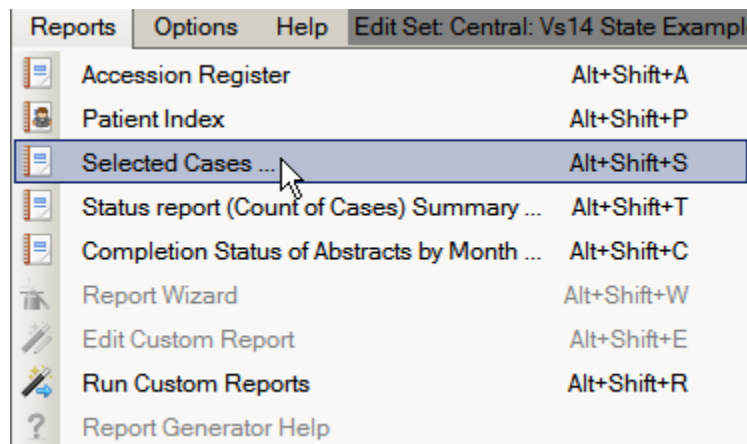 Reports Options Help Edit Set: Central: Vs14 State Exampl
Accession Register Alt+Shift+A
Patient Index Alt+Shift+P
Selected Cases ... Alt+Shift+S
Status report (Count of Cases) Summary ... Alt+Shift+T
Completion Status of Abstracts by Month ... Alt+Shift+C
Report Wizard Alt+Shift+W
Edit Custom Report Alt+Shift+E
Run Custom Reports Alt+Shift+R
? Report Generator Help